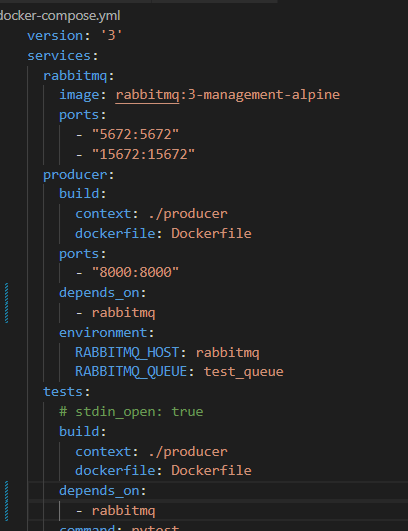 docker-compose.yml
version: '3'
services:
  rabbitmq:
    image: rabbitmq:3-management-alpine
    ports:
      - "5672:5672"
      - "15672:15672"
  producer:
    build:
      context: ./producer
      dockerfile: Dockerfile
    ports:
      - "8000:8000"
    depends_on:
      - rabbitmq
    environment:
      RABBITMQ_HOST: rabbitmq
      RABBITMQ_QUEUE: test_queue
  tests:
    # stdin_open: true
    build:
      context: ./producer
      dockerfile: Dockerfile
    depends_on:
      - rabbitmq
    command: pytest